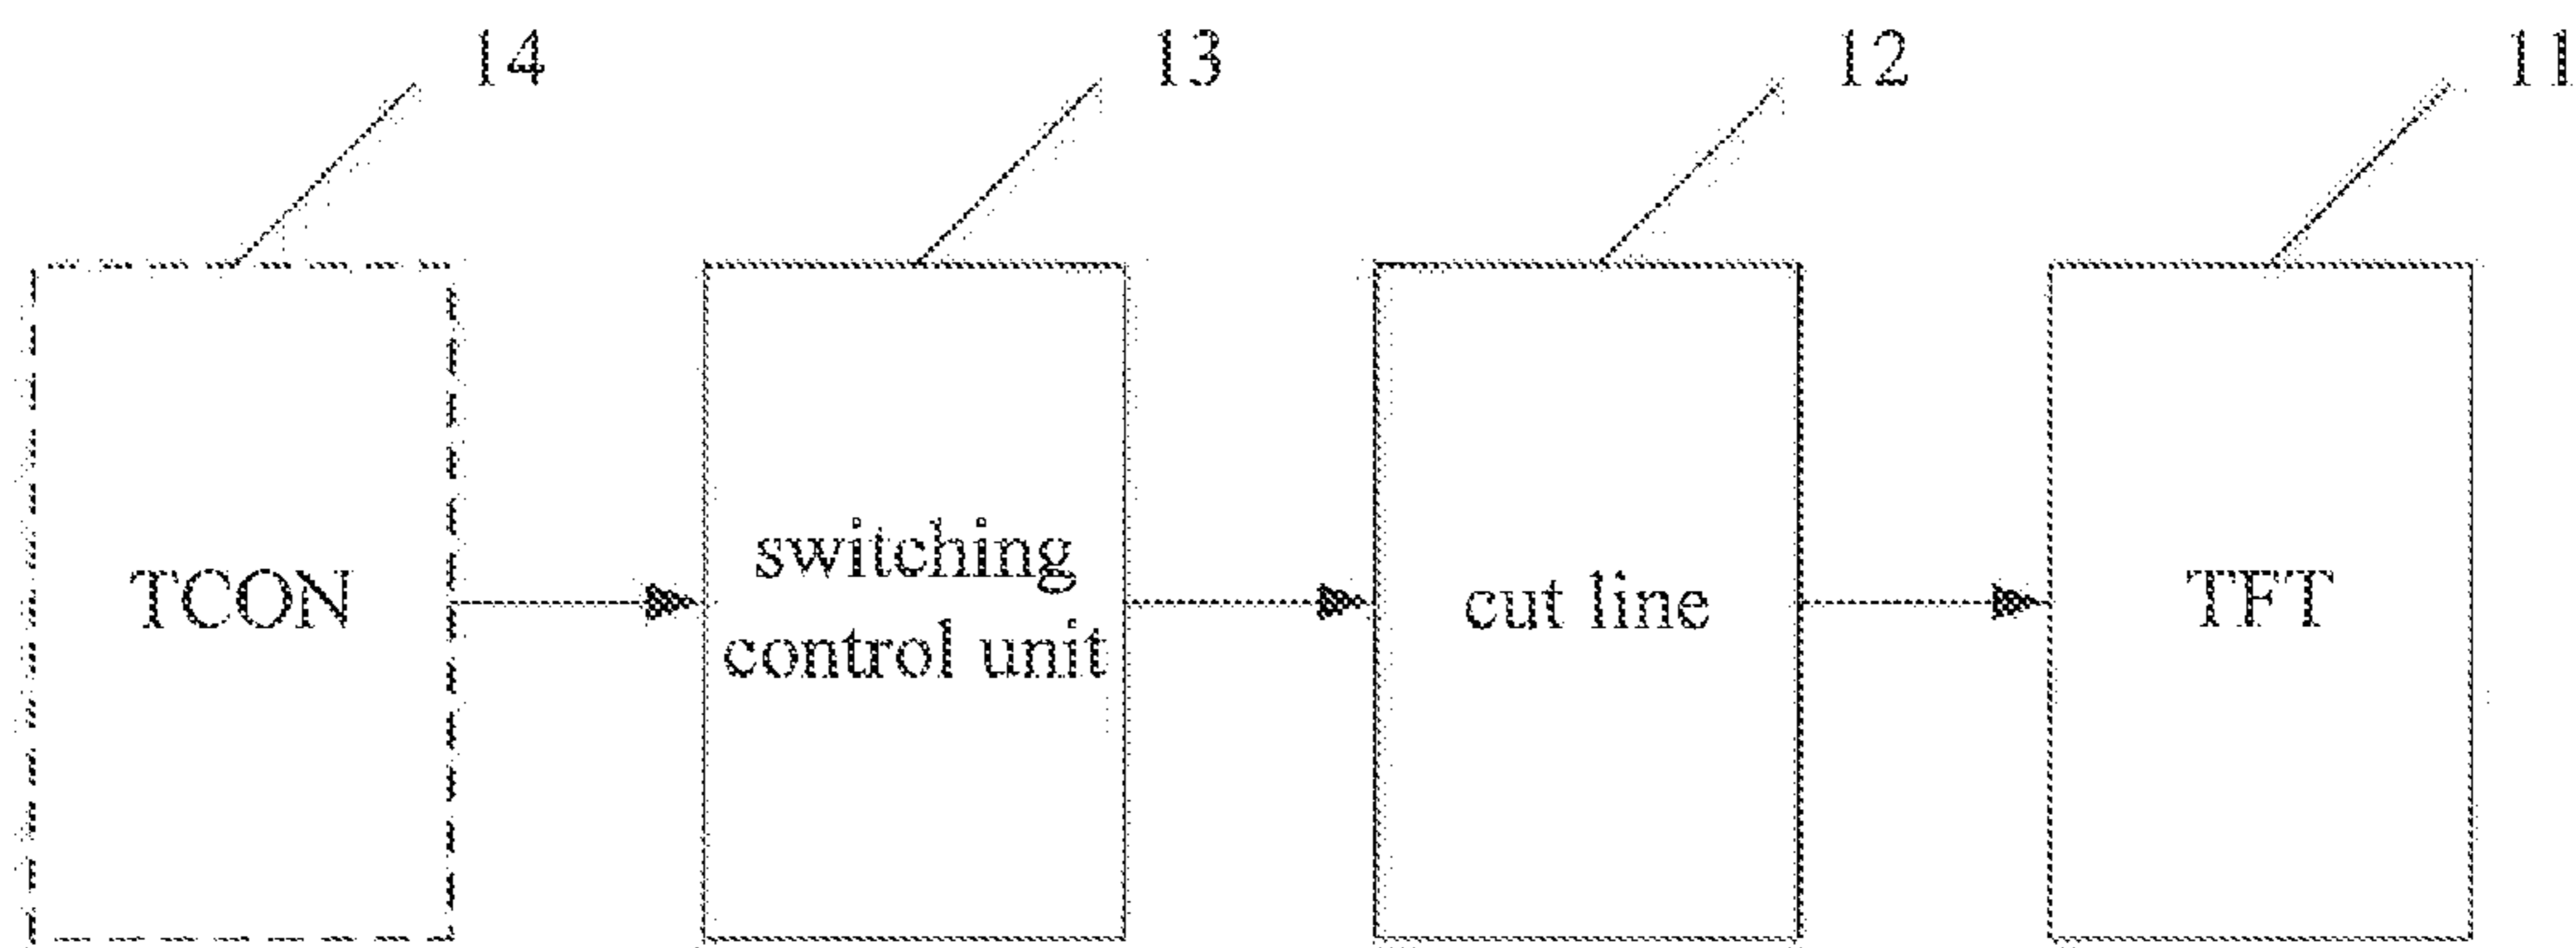 14
13
12
11
TCON
switching
control unit
cut line
TFT